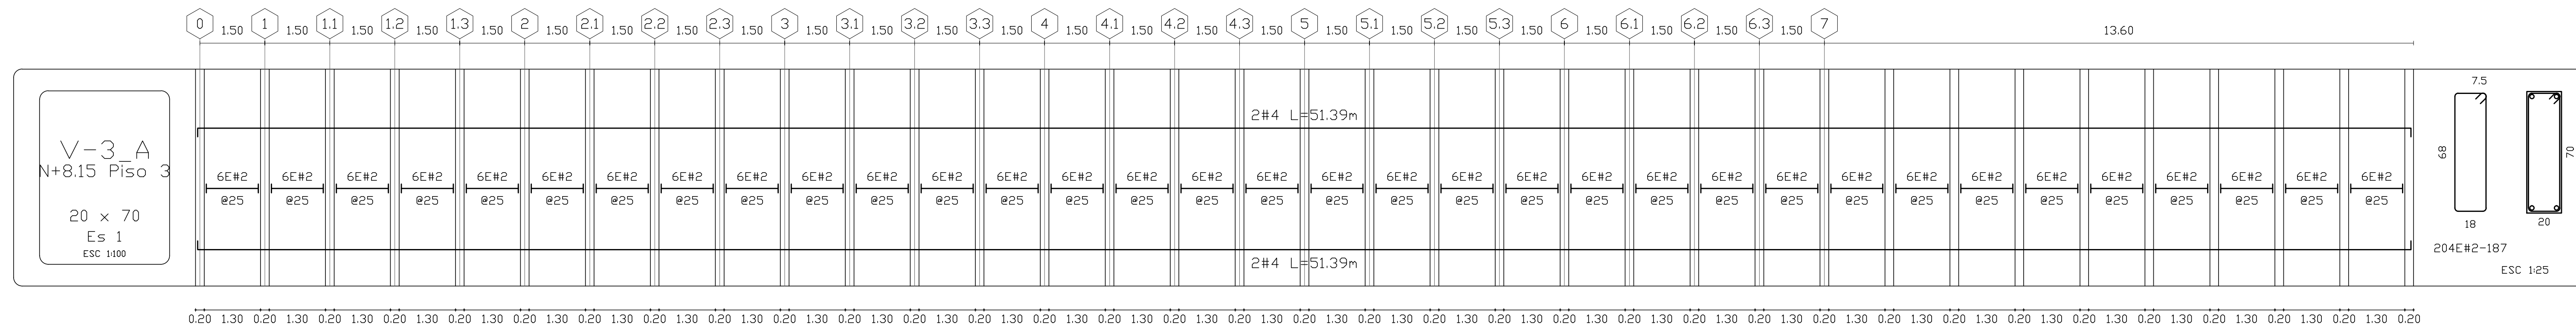 0 1 1.1 1.2 1.3 2 2.1 2.2 2.3 3 3.1 3.2 3.3 4 4.1 4.2 4.3 5 5.1 5.2 5.3 6 6.1 6.2 6.3 7
1.50 1.50 1.50 1.50 1.50 1.50 1.50 1.50 1.50 1.50 1.50 1.50 1.50 1.50 1.50 1.50 1.50 1.50 1.50 1.50 1.50 1.50 1.50 1.50 1.50 13.60
V-3_A
N+8.15 Piso 3
20 x 70
Es 1
ESC 1:100
2#4 L=51.39m
6E#2 6E#2 6E#2 6E#2 6E#2 6E#2 6E#2 6E#2 6E#2 6E#2 6E#2 6E#2 6E#2 6E#2 6E#2 6E#2 6E#2 6E#2 6E#2 6E#2 6E#2 6E#2 6E#2 6E#2 6E#2 6E#2 6E#2 6E#2 6E#2 6E#2 6E#2 6E#2 6E#2 6E#2
@25 @25 @25 @25 @25 @25 @25 @25 @25 @25 @25 @25 @25 @25 @25 @25 @25 @25 @25 @25 @25 @25 @25 @25 @25 @25 @25 @25 @25 @25 @25 @25 @25 @25
2#4 L=51.39m
7.5
68
18
70
20
204E#2-187
ESC 1:25
0.20 1.30 0.20 1.30 0.20 1.30 0.20 1.30 0.20 1.30 0.20 1.30 0.20 1.30 0.20 1.30 0.20 1.30 0.20 1.30 0.20 1.30 0.20 1.30 0.20 1.30 0.20 1.30 0.20 1.30 0.20 1.30 0.20 1.30 0.20 1.30 0.20 1.30 0.20 1.30 0.20 1.30 0.20 1.30 0.20 1.30 0.20 1.30 0.20 1.30 0.20 1.30 0.20 1.30 0.20 1.30 0.20 1.30 0.20 1.30 0.20 1.30 0.20 1.30 0.20 1.30 0.20 1.30 0.20